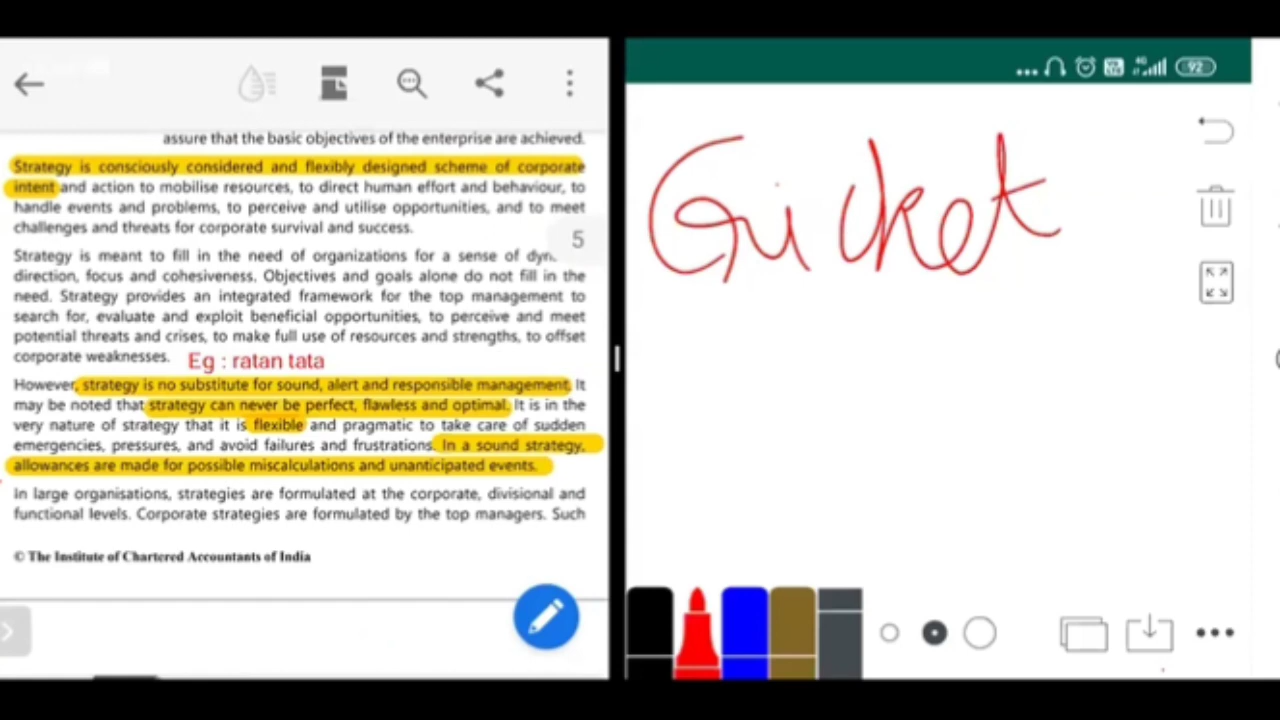 assure that the basic objectives of the enterprise are achieved.
Strategy is consciously considered and flexibly designed scheme of corporate
intent and action to mobilise resources, to direct human effort and behaviour, to
handle events and problems, to perceive and utilise opportunities, and to meet
challenges and threats for corporate survival and success.
5
Strategy is meant to fill in the need of organizations for a sense of
direction, focus and cohesiveness. Objectives and goals alone do not fill in the
need. Strategy provides an integrated framework for the top management to
search for, evaluate and exploit beneficial opportunities, to perceive and meet
potential threats and crises, to make full use of resources and strengths, to offset
corporate weaknesses. Eg : ratan tata
However, strategy is no substitute for sound, alert and responsible management. It
may be noted that strategy can never be perfect, flawless and optimal. It is in the
very nature of strategy that it is flexible and pragmatic to take care of sudden
emergencies, pressures, and avoid failures and frustrations. In a sound strategy,
allowances are made for possible miscalculations and unanticipated events.
In large organisations, strategies are formulated at the corporate, divisional and
functional levels. Corporate strategies are formulated by the top managers. Such
© The Institute of Chartered Accountants of India
4G 92
Cricket